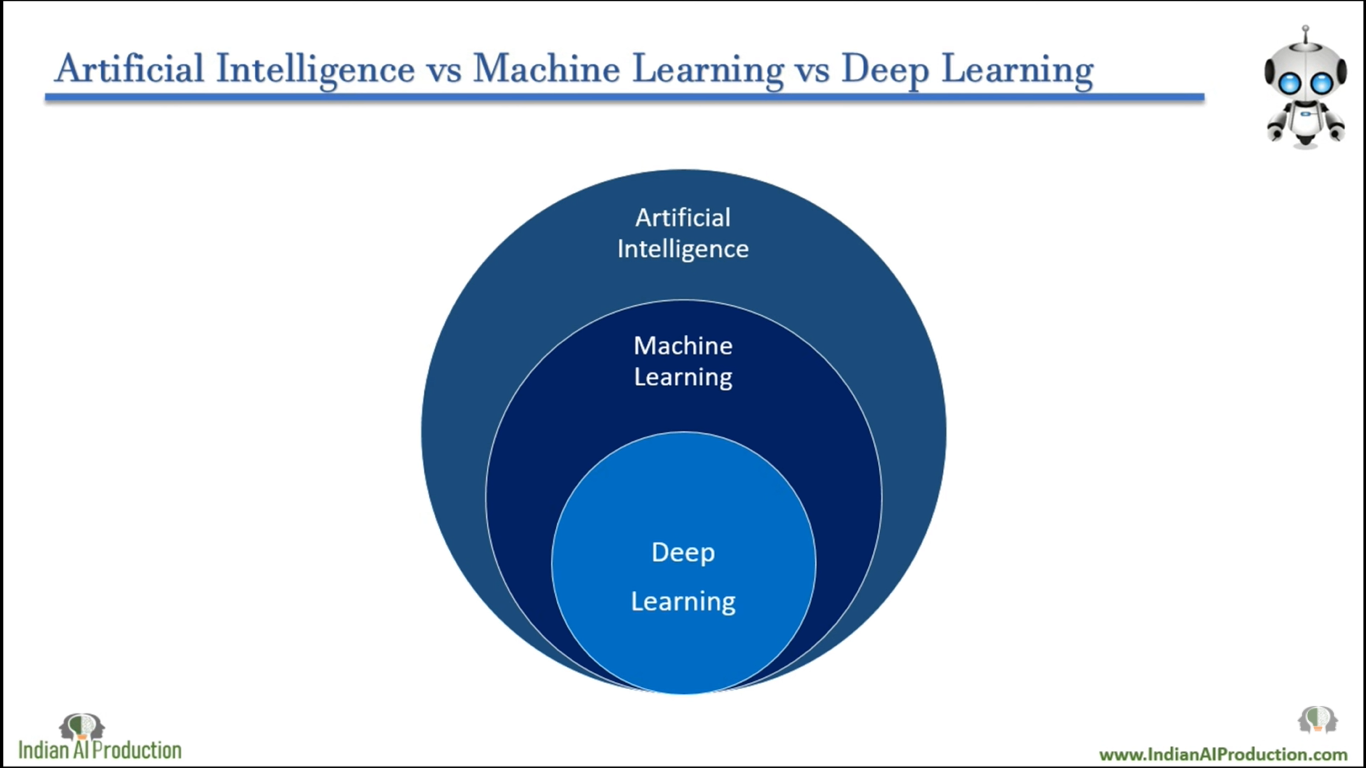 Artificial Intelligence vs Machine Learning vs Deep Learning
Artificial
Intelligence
Machine
Learning
Deep
Learning
Indian AI Production
www.IndianAIProduction.com